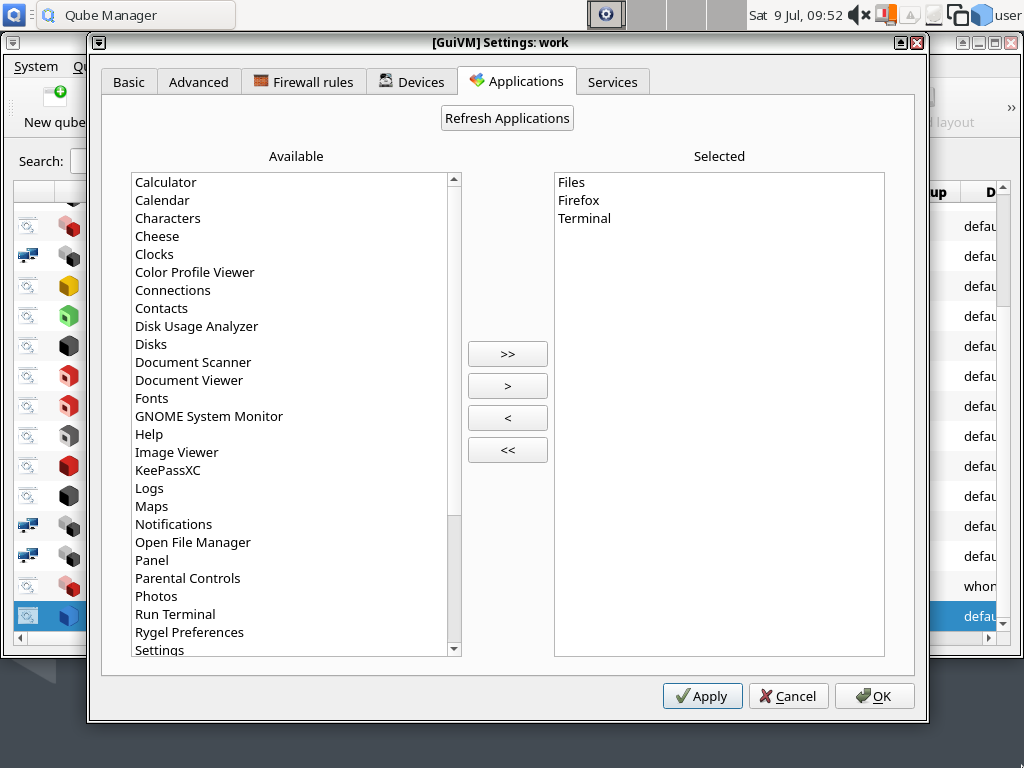 Qube Manager
Sat 9 Jul, 09:52
user
[GuiVM] Settings: work
System
New qube
Search:
layout
up
defau
defau
defau
defau
defau
defau
defau
defau
defau
defau
defau
defau
whon
defau
Basic
Advanced
Firewall rules
Devices
Applications
Services
Refresh Applications
Available
Selected
Calculator
Calendar
Characters
Cheese
Clocks
Color Profile Viewer
Connections
Contacts
Disk Usage Analyzer
Disks
Document Scanner
Document Viewer
Fonts
GNOME System Monitor
Help
Image Viewer
KeePassXC
Logs
Maps
Notifications
Open File Manager
Panel
Parental Controls
Photos
Run Terminal
Rygel Preferences
Settings
>>
>
<
<<
Files
Firefox
Terminal
Apply
Cancel
OK